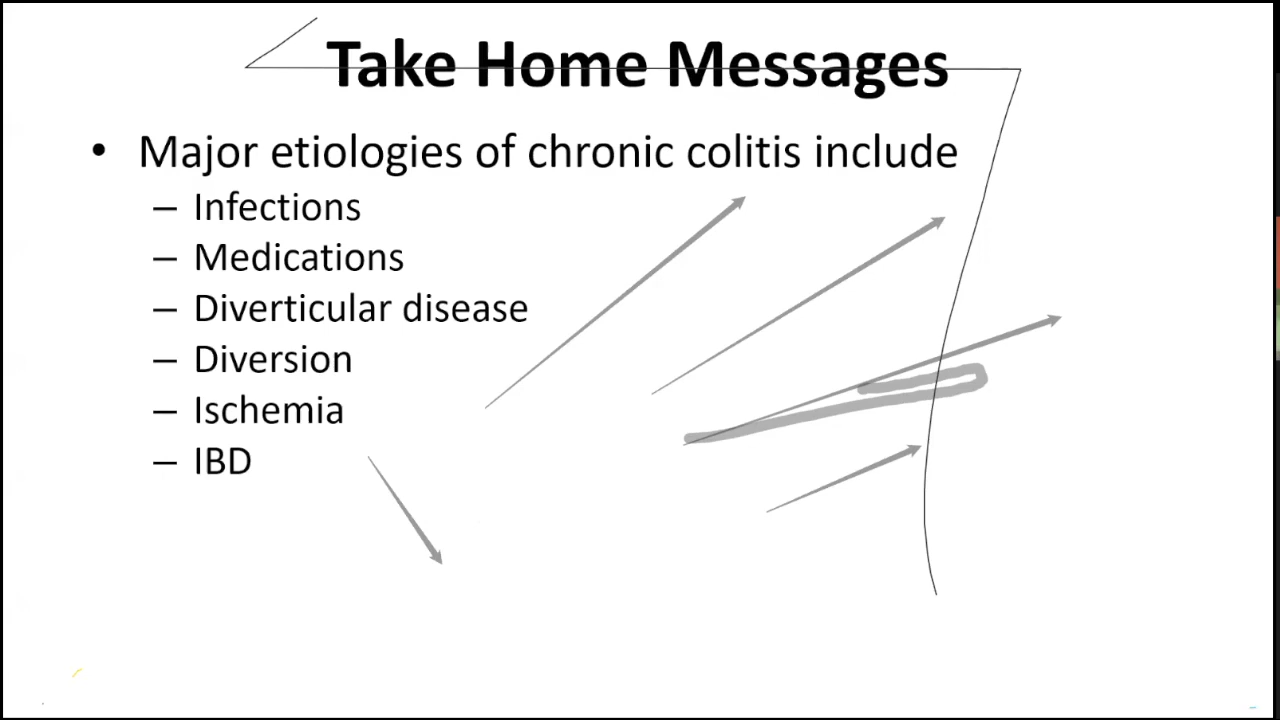 Take Home Messages
• Major etiologies of chronic colitis include
– Infections
– Medications
– Diverticular disease
– Diversion
– Ischemia
– IBD